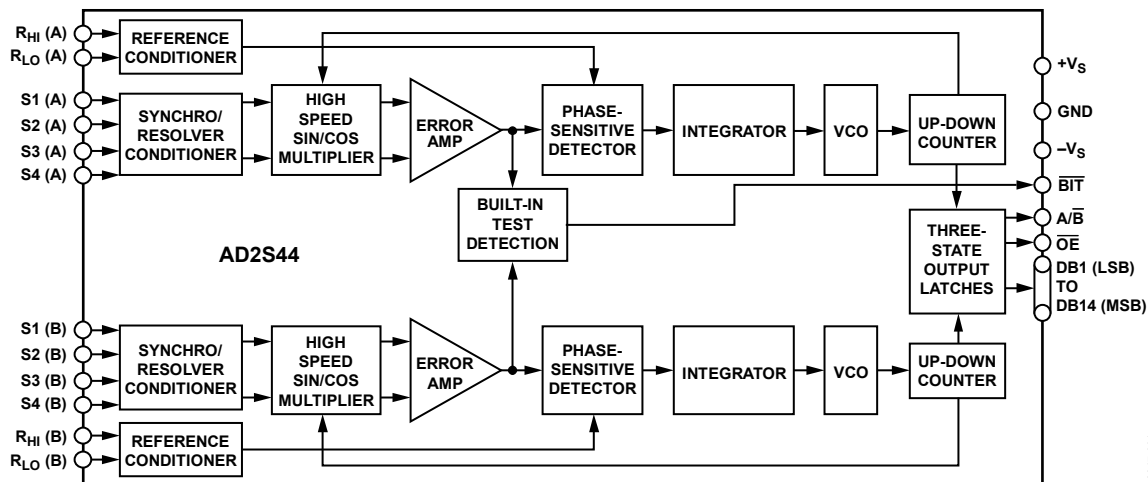 R_HI (A)
R_LO (A)
REFERENCE
CONDITIONER
S1 (A)
S2 (A)
S3 (A)
S4 (A)
SYNCHRO/
RESOLVER
CONDITIONER
HIGH
SPEED
SIN/COS
MULTIPLIER
ERROR
AMP
PHASE-
SENSITIVE
DETECTOR
INTEGRATOR
VCO
UP-DOWN
COUNTER
+V_S
GND
–V_S
B̅I̅T̅
A/B̅
O̅E̅
DB1 (LSB)
TO
DB14 (MSB)
BUILT-IN
TEST
DETECTION
THREE-
STATE
OUTPUT
LATCHES
AD2S44
S1 (B)
S2 (B)
S3 (B)
S4 (B)
SYNCHRO/
RESOLVER
CONDITIONER
HIGH
SPEED
SIN/COS
MULTIPLIER
ERROR
AMP
PHASE-
SENSITIVE
DETECTOR
INTEGRATOR
VCO
UP-DOWN
COUNTER
R_HI (B)
R_LO (B)
REFERENCE
CONDITIONER